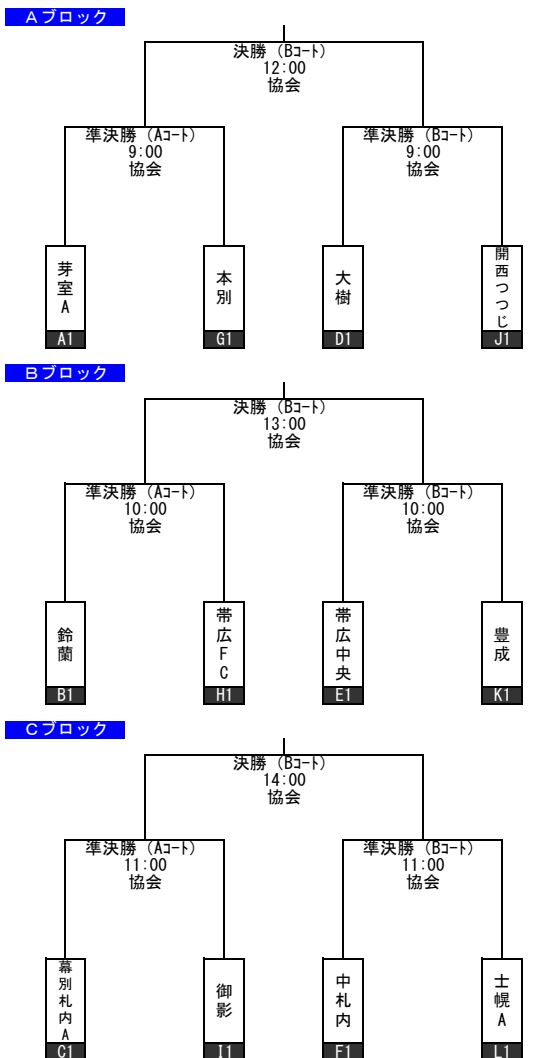 Aブロック
決勝（Bコート）
12:00
協会
準決勝（Aコート）
9:00
協会
準決勝（Bコート）
9:00
協会
芽室A
本別
大樹
開西つつじ
A1
G1
D1
J1
Bブロック
決勝（Bコート）
13:00
協会
準決勝（Aコート）
10:00
協会
準決勝（Bコート）
10:00
協会
鈴蘭
帯広FC
帯広中央
豊成
B1
H1
E1
K1
Cブロック
決勝（Bコート）
14:00
協会
準決勝（Aコート）
11:00
協会
準決勝（Bコート）
11:00
協会
幕別札内A
御影
中札内
士幌A
C1
I1
F1
L1